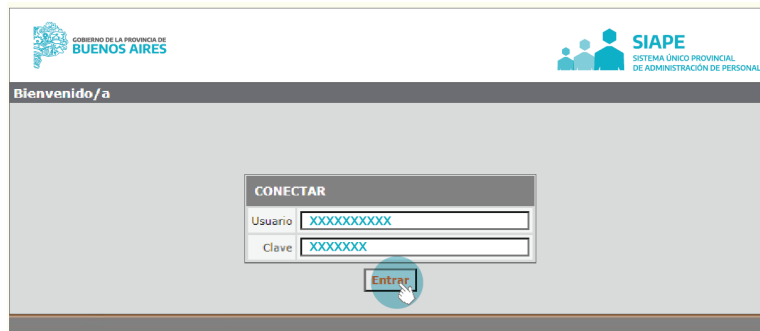 GOBIERNO DE LA PROVINCIA DE
BUENOS AIRES
SIAPE
SISTEMA ÚNICO PROVINCIAL
DE ADMINISTRACIÓN DE PERSONAL
Bienvenido/a
CONECTAR
Usuario XXXXXXXXXX
Clave XXXXXXX
Entrar